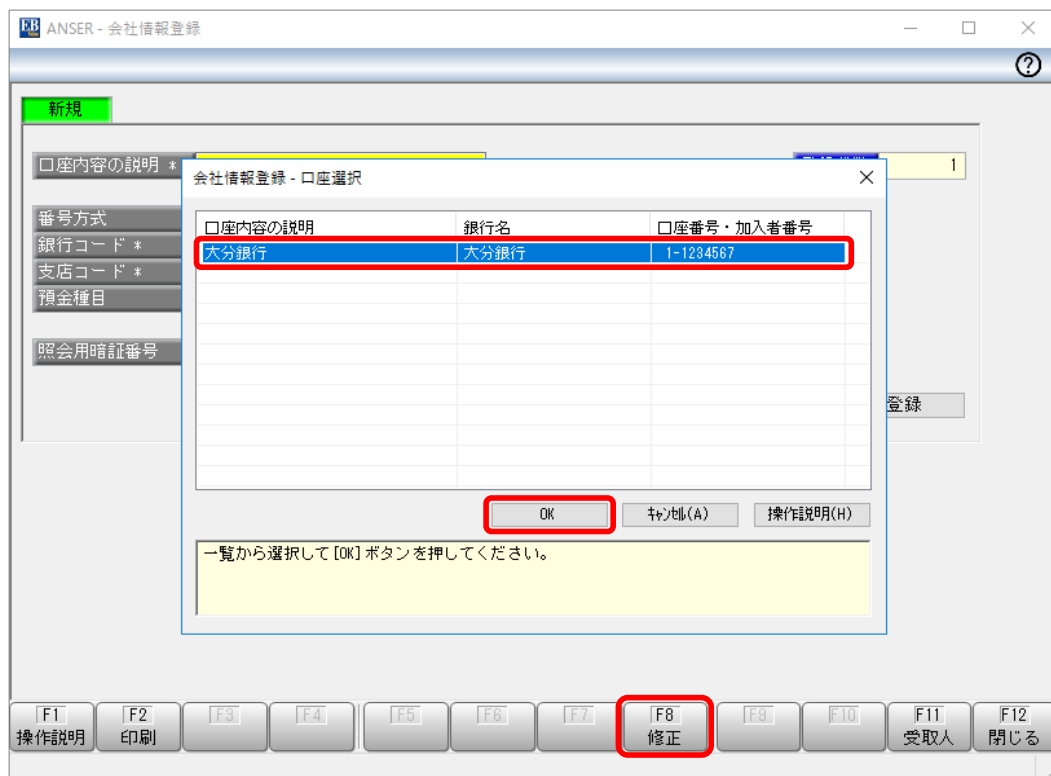 EB ANSER - 会社情報登録
?
新規
口座内容の説明 *
1
会社情報登録 - 口座選択
番号方式
銀行コード *
支店コード *
預金種目
照会用暗証番号
口座内容の説明 銀行名 口座番号・加入者番号
大分銀行 大分銀行 1-1234567
登録
OK ｷｬﾝｾﾙ(A) 操作説明(H)
一覧から選択して[OK]ボタンを押してください。
F1 F2 F3 F4 F5 F6 F7 F8 F9 F10 F11 F12
操作説明 印刷 修正 受取人 閉じる